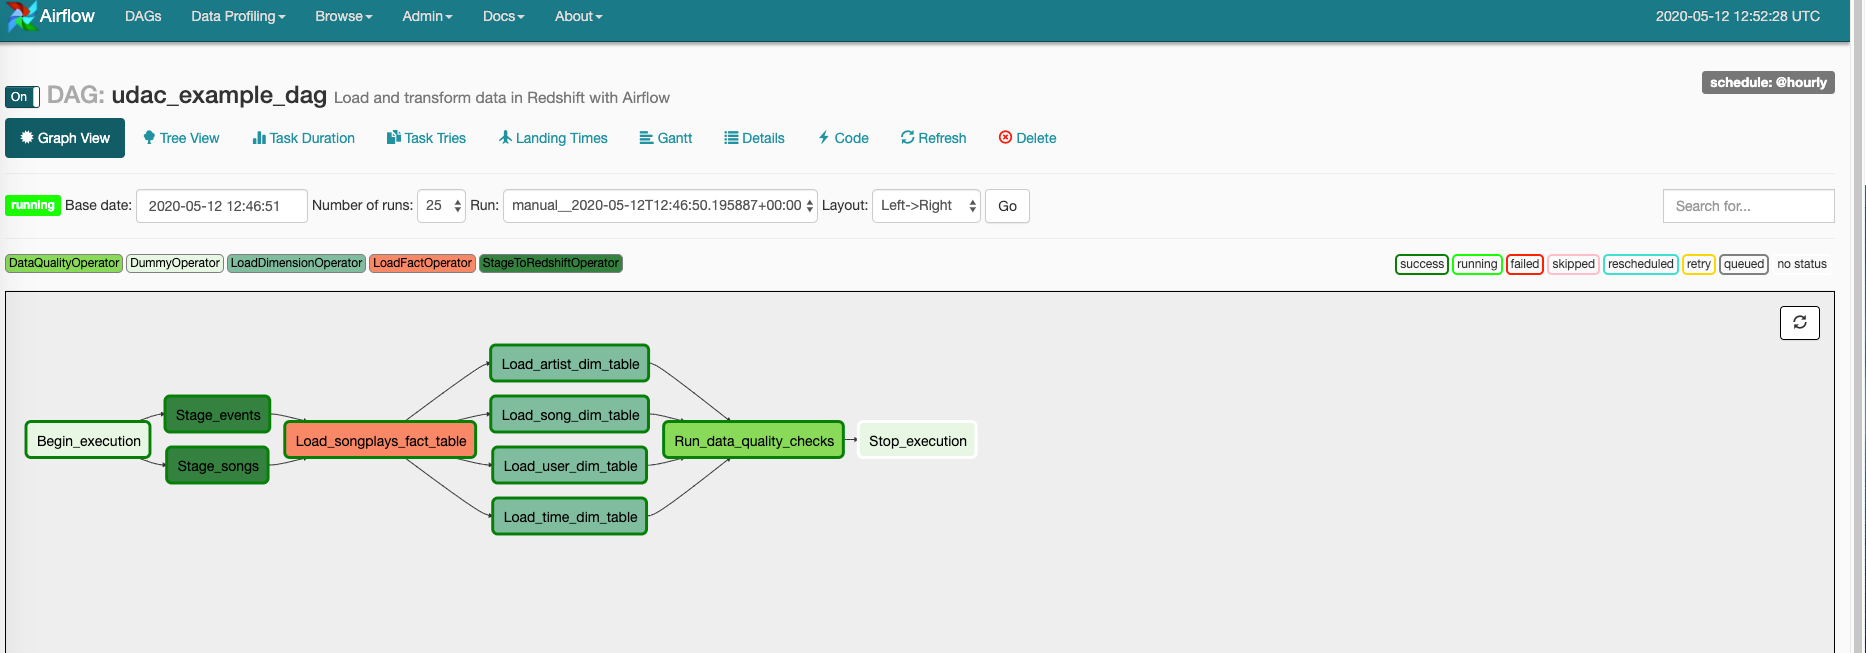 Airflow DAGs Data Profiling Browse Admin Docs About 2020-05-12 12:52:28 UTC
schedule: @hourly
On DAG: udac_example_dag Load and transform data in Redshift with Airflow
Graph View Tree View Task Duration Task Tries Landing Times Gantt Details Code Refresh Delete
running Base date: 2020-05-12 12:46:51 Number of runs: 25 Run: manual__2020-05-12T12:46:50.195887+00:00 Layout: Left->Right Go Search for...
DataQualityOperator DummyOperator LoadDimensionOperator LoadFactOperator StageToRedshiftOperator success running failed skipped rescheduled retry queued no status
Load_artist_dim_table
Stage_events Load_song_dim_table
Begin_execution Load_songplays_fact_table Run_data_quality_checks Stop_execution
Stage_songs Load_user_dim_table
Load_time_dim_table